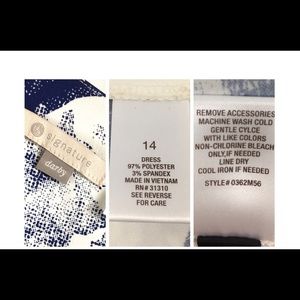 signature
darby
14
DRESS
97% POLYESTER
3% SPANDEX
MADE IN VIETNAM
RN# 31310
SEE REVERSE
FOR CARE
REMOVE ACCESSORIES
MACHINE WASH COLD
GENTLE CYLCE
WITH LIKE COLORS
NON-CHLORINE BLEACH
ONLY,IF NEEDED
LINE DRY
COOL IRON IF NEEDED
STYLE# 0362M56